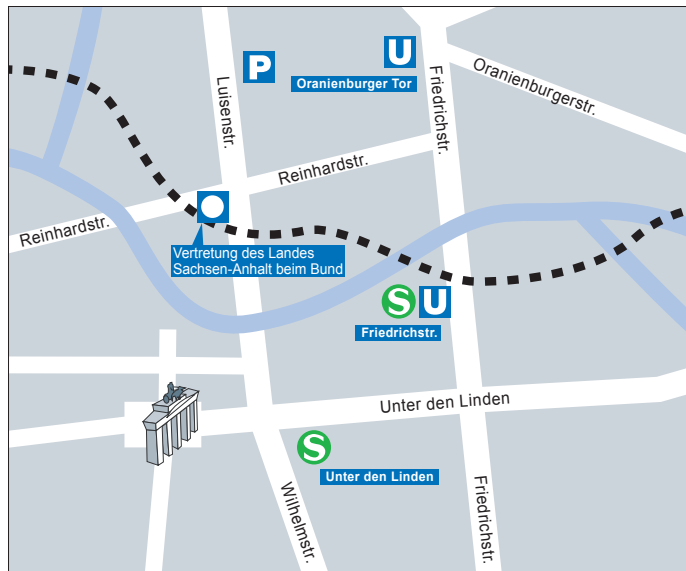 P
U
Oranienburger Tor
Luisenstr.
Friedrichstr.
Oranienburgerstr.
Reinhardstr.
Reinhardstr.
Vertretung des Landes
Sachsen-Anhalt beim Bund
S U
Friedrichstr.
Unter den Linden
S
Unter den Linden
Wilhelmstr.
Friedrichstr.